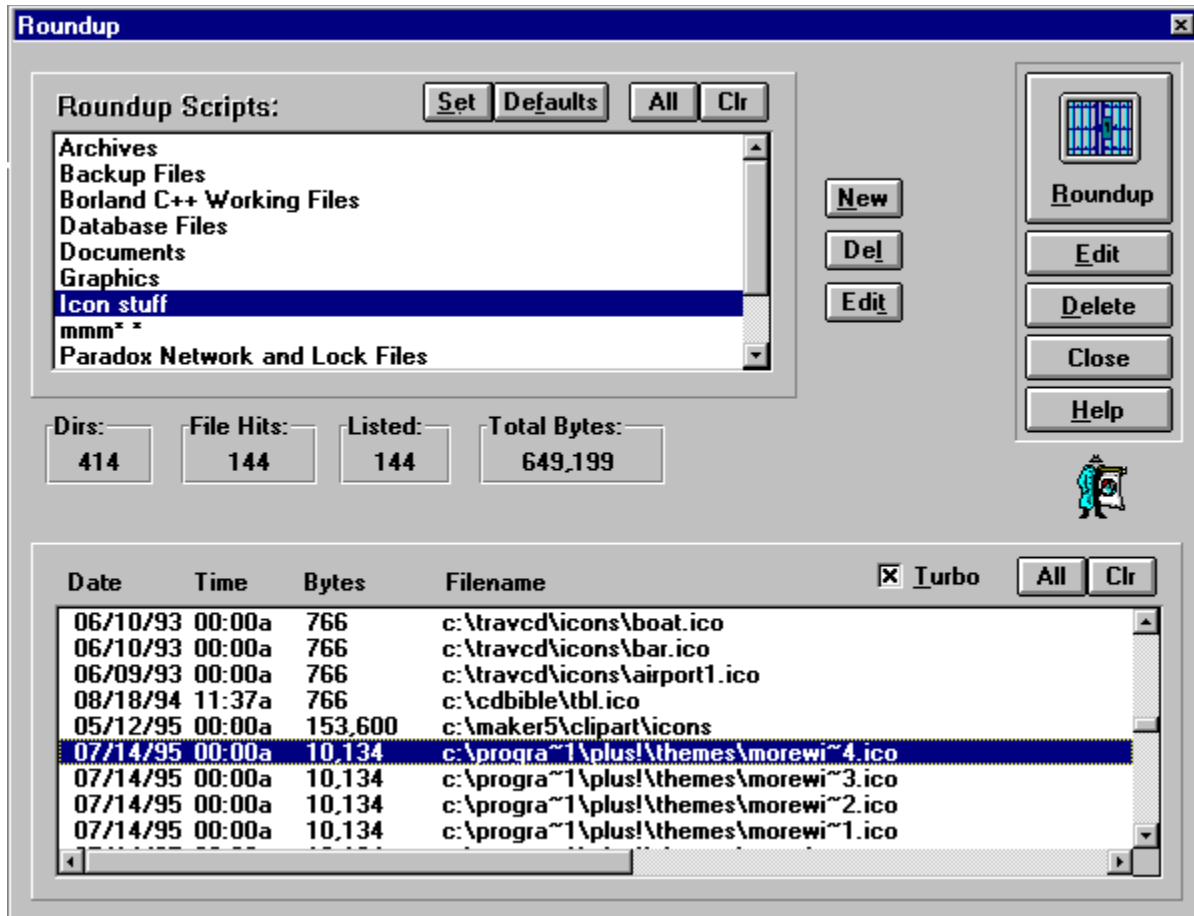 Roundup
Roundup Scripts:
Set Defaults All Clr
Archives
Backup Files
Borland C++ Working Files
Database Files
Documents
Graphics
Icon stuff
mmm* *
Paradox Network and Lock Files
New
Del
Edit
Roundup
Edit
Delete
Close
Help
Dirs: File Hits: Listed: Total Bytes:
414 144 144 649,199
Date Time Bytes Filename Turbo All Clr
06/10/93 00:00a 766 c:\travcd\icons\boat.ico
06/10/93 00:00a 766 c:\travcd\icons\bar.ico
06/09/93 00:00a 766 c:\travcd\icons\airport1.ico
08/18/94 11:37a 766 c:\cdbible\tbl.ico
05/12/95 00:00a 153,600 c:\maker5\clipart\icons
07/14/95 00:00a 10,134 c:\progra~1\plus!\themes\morewi~4.ico
07/14/95 00:00a 10,134 c:\progra~1\plus!\themes\morewi~3.ico
07/14/95 00:00a 10,134 c:\progra~1\plus!\themes\morewi~2.ico
07/14/95 00:00a 10,134 c:\progra~1\plus!\themes\morewi~1.ico